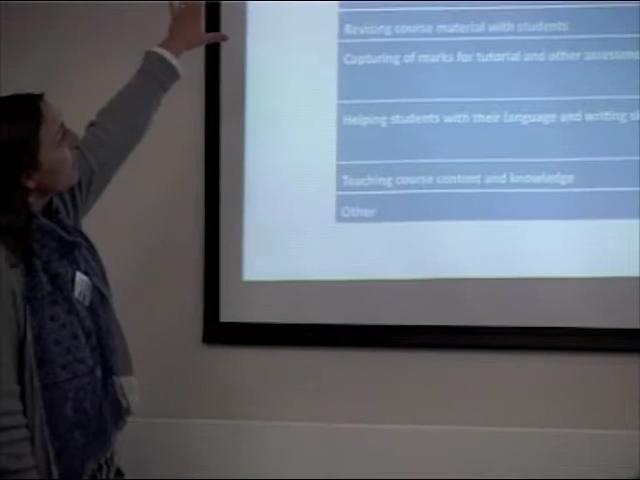 Revising course material with students
Capturing of marks for tutorial and other
Helping students with their language and writing
Teaching course content and knowledge
Other